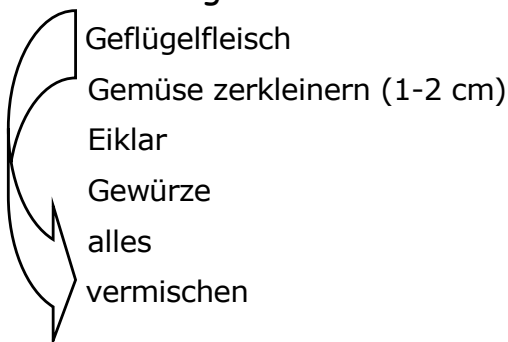 Geflügelfleisch
Gemüse zerkleinern (1-2 cm)
Eiklar
Gewürze
alles
vermischen